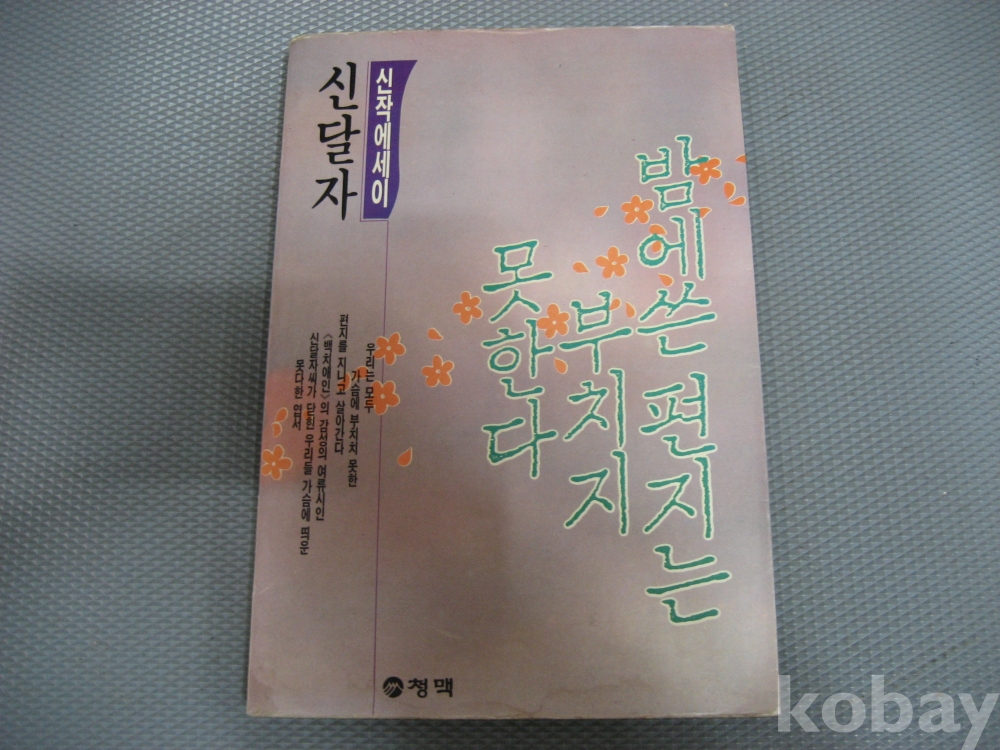 밤에쓴 편지는
부치지
못한다
신작에세이
신달자
우리는 모두
가슴에 부치지 못한
편지를 지니고 살아간다
《백치애인》의 감성의 여류시인
신달자씨가 닫힌 우리들 가슴에 띄운
못다한 엽서
청맥
kobay